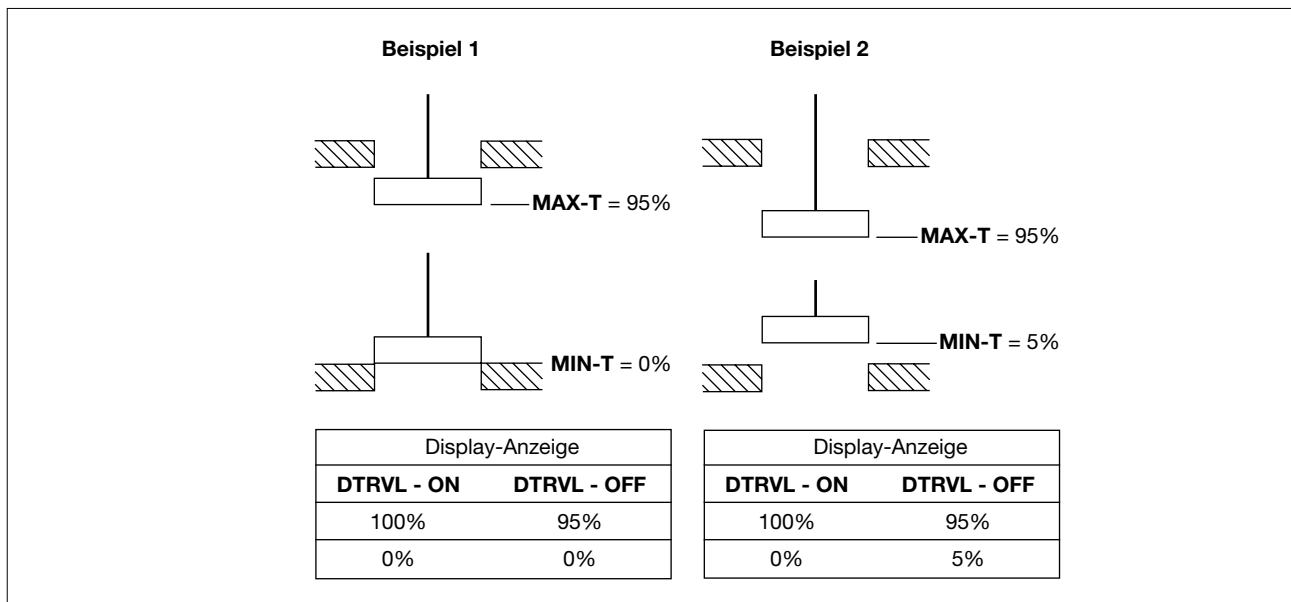 Beispiel 1
MAX-T = 95%
MIN-T = 0%
Display-Anzeige
DTRVL - ON DTRVL - OFF
100% 95%
0% 0%
Beispiel 2
MAX-T = 95%
MIN-T = 5%
Display-Anzeige
DTRVL - ON DTRVL - OFF
100% 95%
0% 5%